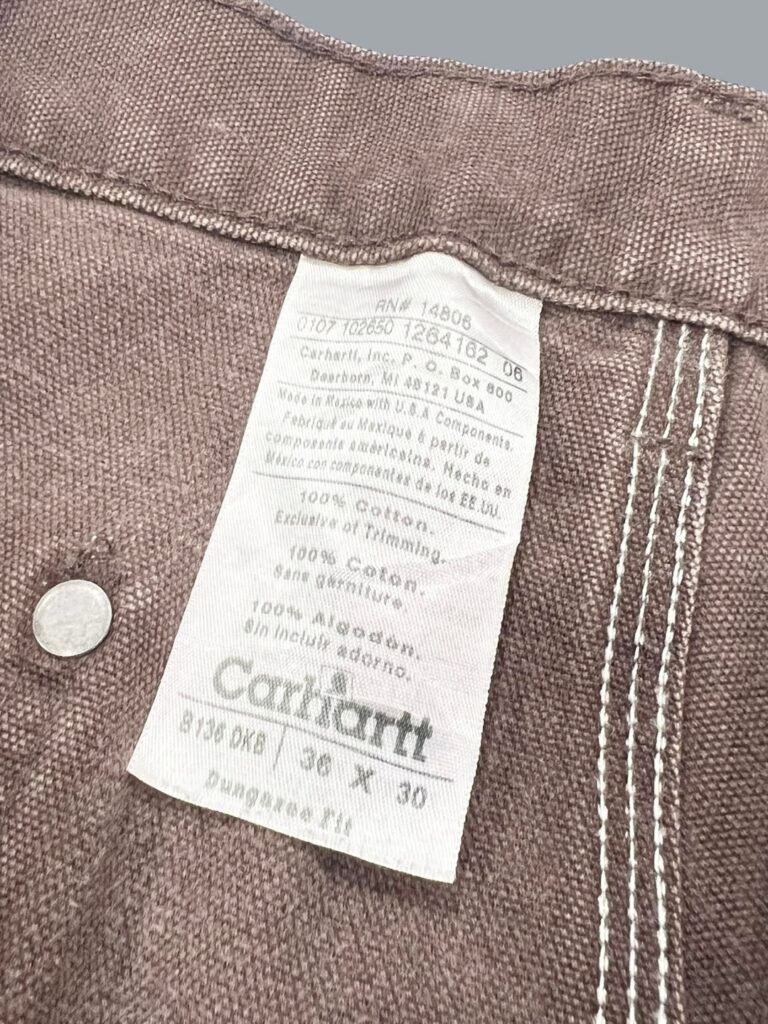 RN# 14806
0107 102650 1264162 06
Carhartt, Inc. P. O. Box 600
Dearborn, MI 48121 USA
Made in Mexico with U.S.A Components.
Fabriqué au Mexique à partir de
composants américains. Hecho en
México con componentes de los EE.UU.
100% Cotton.
Exclusive of Trimming.
100% Coton.
Sans garniture.
100% Algodón.
Sin incluir adorno.
Carhartt
B136 DKB | 36 X 30
Dungaree Fit